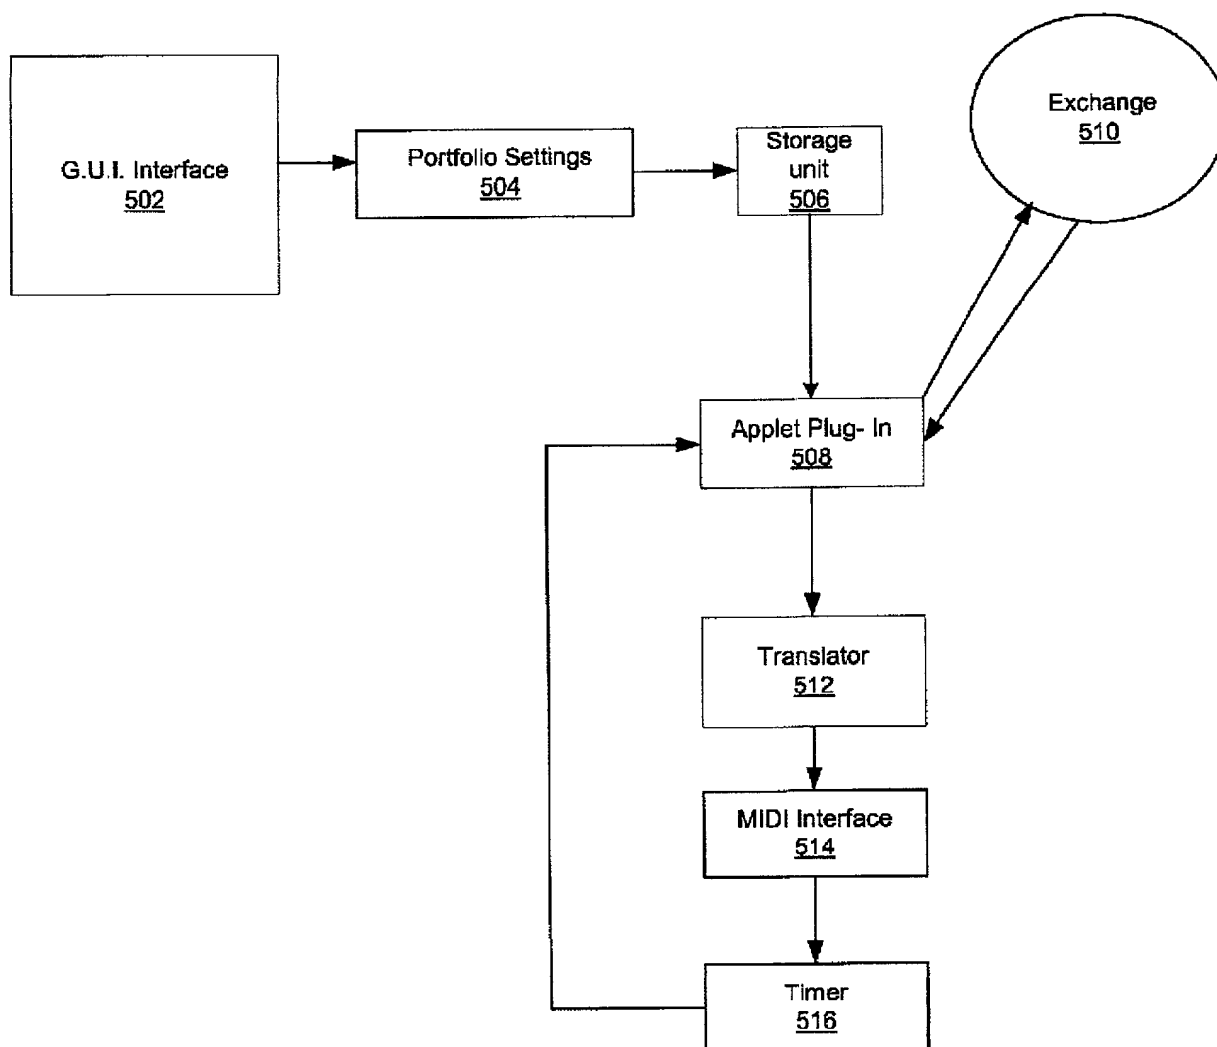 G.U.I. Interface
502
Portfolio Settings
504
Storage
unit
506
Exchange
510
Applet Plug- In
508
Translator
512
MIDI Interface
514
Timer
516